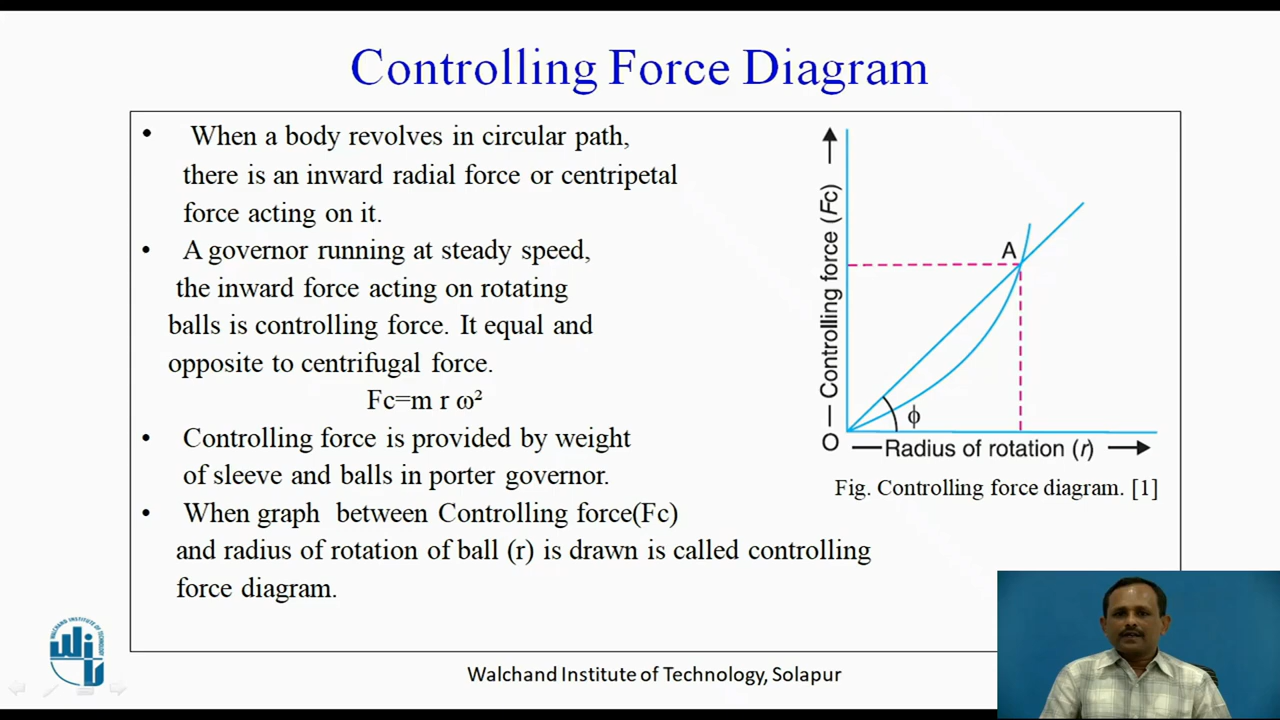 Controlling Force Diagram
• When a body revolves in circular path,
there is an inward radial force or centripetal
force acting on it.
• A governor running at steady speed,
the inward force acting on rotating
balls is controlling force. It equal and
opposite to centrifugal force.
Fc=m r ω²
• Controlling force is provided by weight
of sleeve and balls in porter governor.
• When graph between Controlling force(Fc)
and radius of rotation of ball (r) is drawn is called controlling
force diagram.
Controlling force (Fc)
A
ϕ
O
Radius of rotation (r)
Fig. Controlling force diagram. [1]
WALCHAND INSTITUTE OF TECHNOLOGY
Walchand Institute of Technology, Solapur